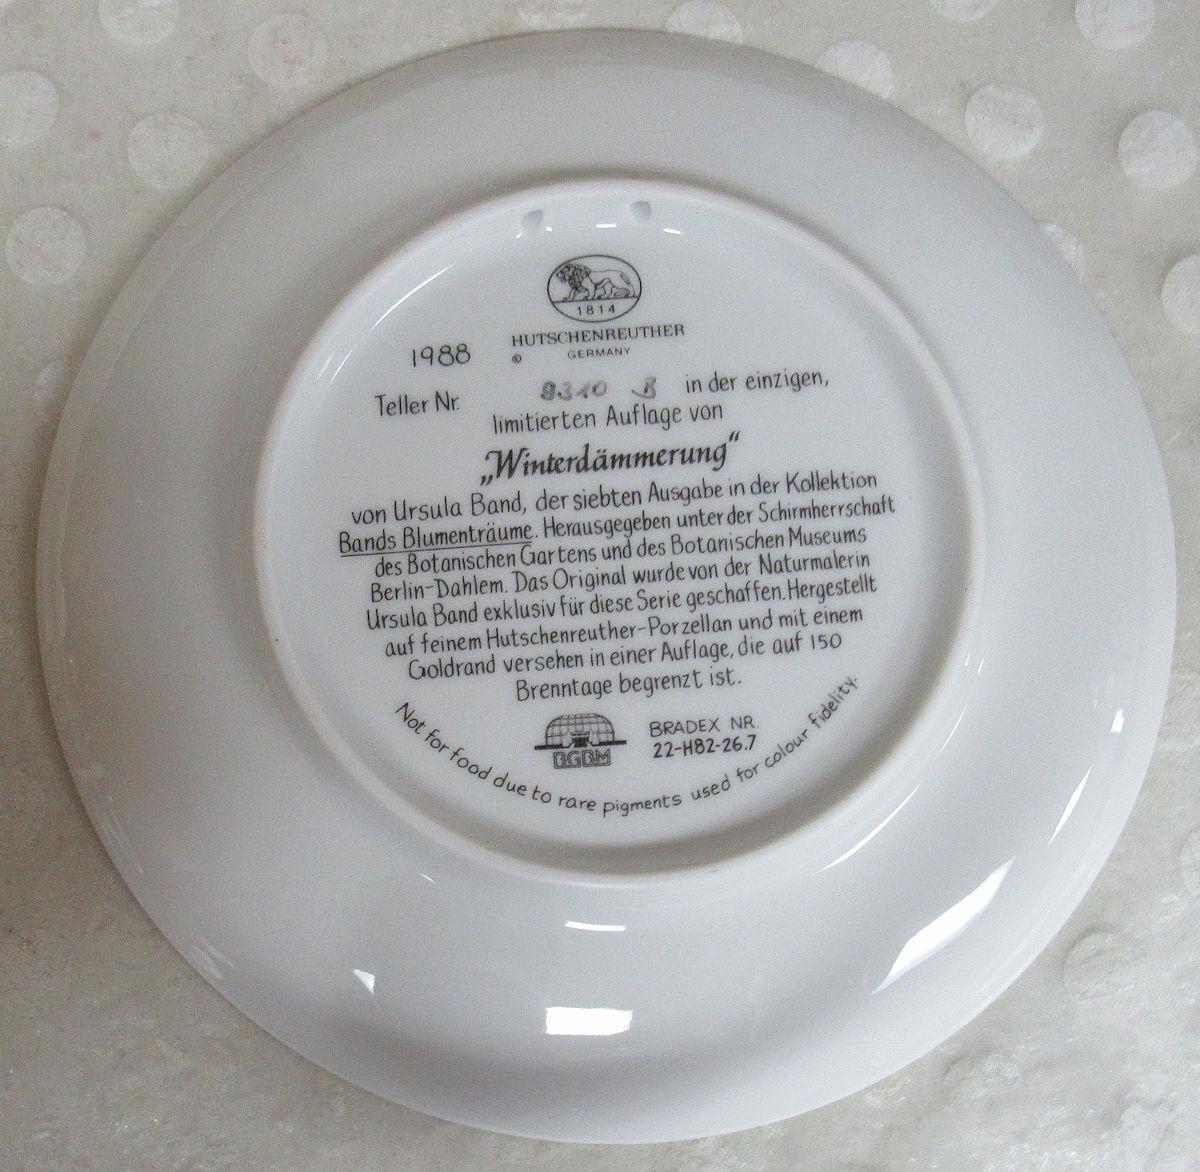 1814
HUTSCHENREUTHER
© GERMANY
1988
Teller Nr. 9310 B in der einzigen,
limitierten Auflage von
„Winterdämmerung“
von Ursula Band, der siebten Ausgabe in der Kollektion
Bands Blumenträume. Herausgegeben unter der Schirmherrschaft
des Botanischen Gartens und des Botanischen Museums
Berlin-Dahlem. Das Original wurde von der Naturmalerin
Ursula Band exklusiv für diese Serie geschaffen. Hergestellt
auf feinem Hutschenreuther-Porzellan und mit einem
Goldrand versehen in einer Auflage, die auf 150
Brenntage begrenzt ist.
BGBM
BRADEX NR.
22-H82-26.7
Not for food due to rare pigments used for colour fidelity.